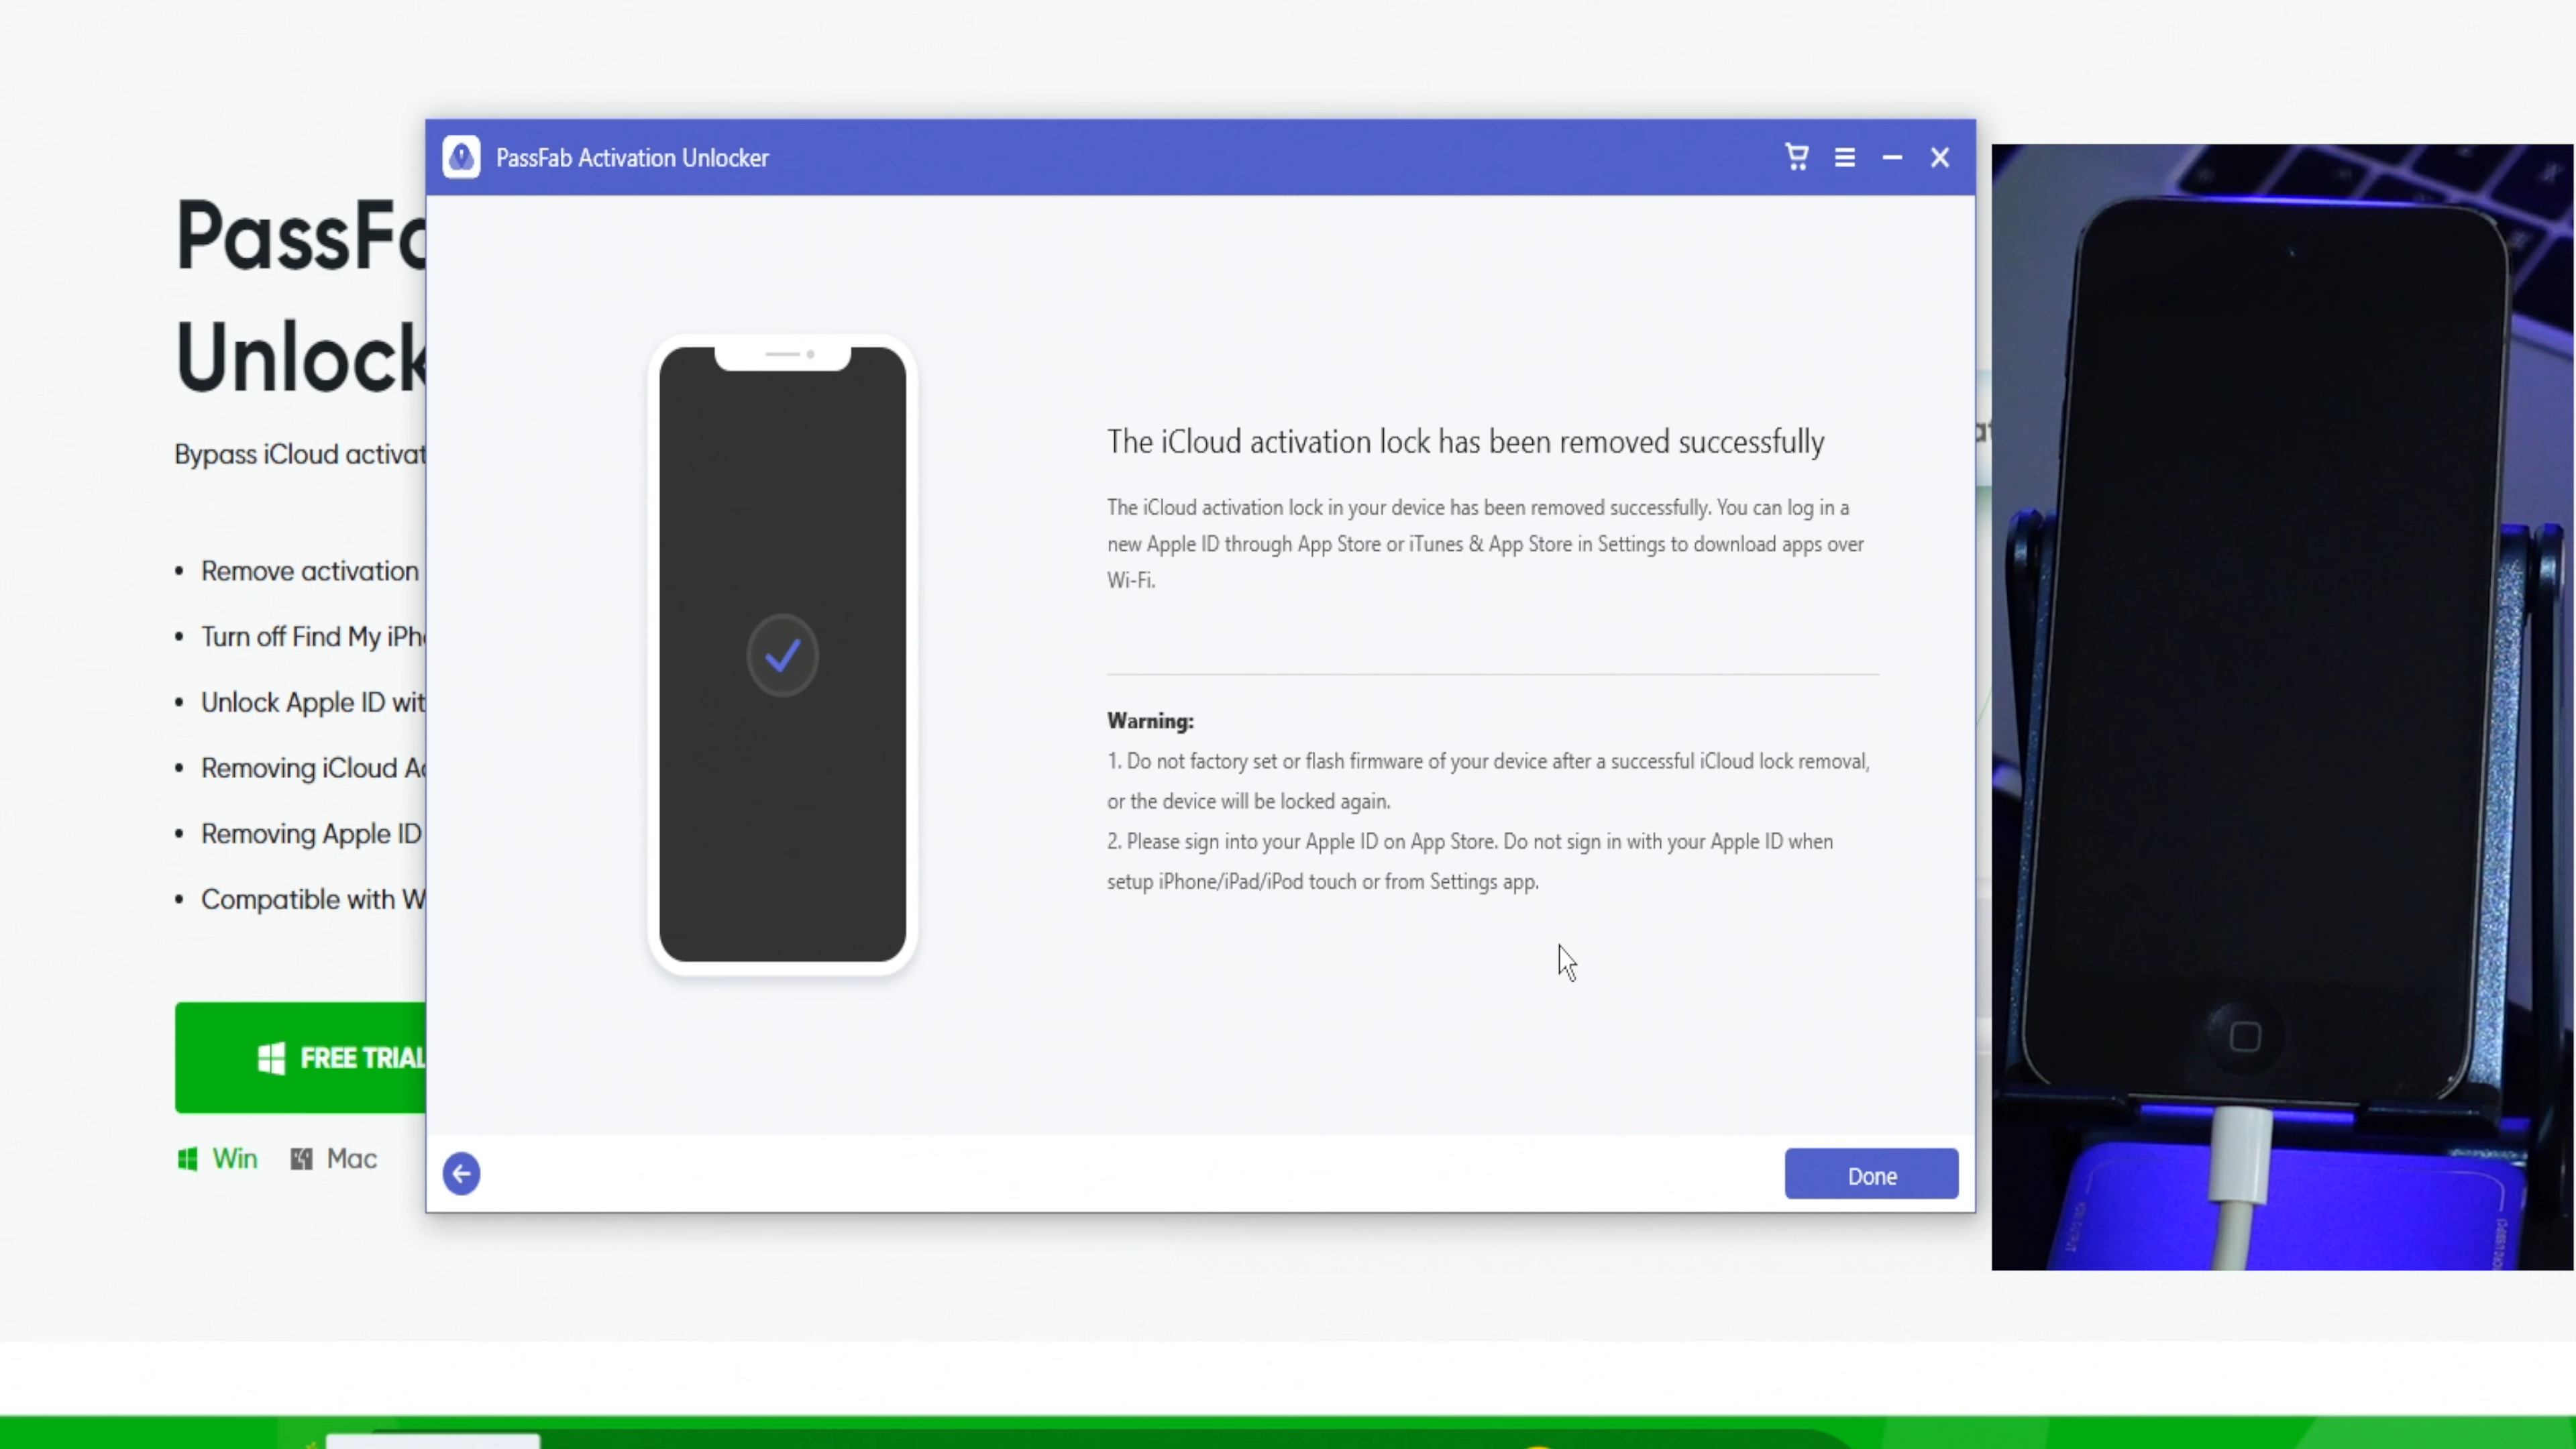 PassFab Activation Unlocker
PassFa
Unlock
Bypass iCloud activat
Remove activation
Turn off Find My iPh
Unlock Apple ID wit
Removing iCloud Ac
Removing Apple ID
Compatible with W
FREE TRIAL
Win
Mac
The iCloud activation lock has been removed successfully
The iCloud activation lock in your device has been removed successfully. You can log in a
new Apple ID through App Store or iTunes & App Store in Settings to download apps over
Wi-Fi.
Warning:
1. Do not factory set or flash firmware of your device after a successful iCloud lock removal,
or the device will be locked again.
2. Please sign into your Apple ID on App Store. Do not sign in with your Apple ID when
setup iPhone/iPad/iPod touch or from Settings app.
Done